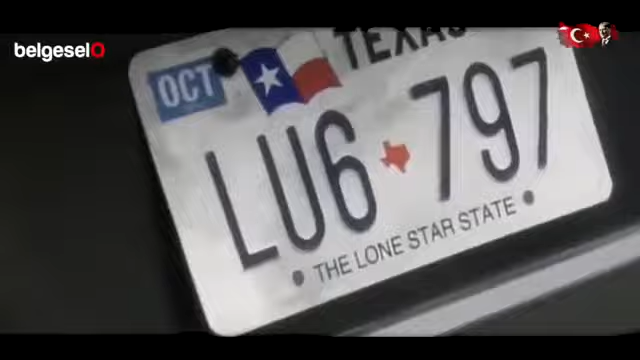 belgeselO
OCT
TEXAS
LU6 797
THE LONE STAR STATE